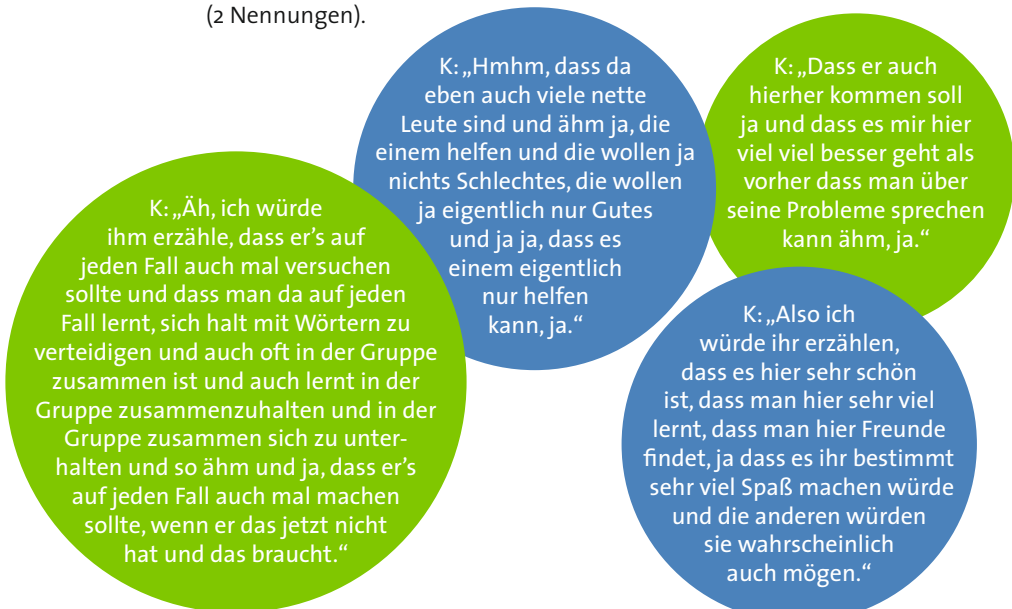 (2 Nennungen).
K: „Hmhm, dass da
eben auch viele nette
Leute sind und ähm ja, die
einem helfen und die wollen ja
nichts Schlechtes, die wollen
ja eigentlich nur Gutes
und ja ja, dass es
einem eigentlich
nur helfen
kann, ja.“
K: „Dass er auch
hierher kommen soll
ja und dass es mir hier
viel viel besser geht als
vorher dass man über
seine Probleme sprechen
kann ähm, ja.“
K: „Äh, ich würde
ihm erzähle, dass er’s auf
jeden Fall auch mal versuchen
sollte und dass man da auf jeden
Fall lernt, sich halt mit Wörtern zu
verteidigen und auch oft in der Gruppe
zusammen ist und auch lernt in der
Gruppe zusammenzuhalten und in der
Gruppe zusammen sich zu unter-
halten und so ähm und ja, dass er’s
auf jeden Fall auch mal machen
sollte, wenn er das jetzt nicht
hat und das braucht.“
K: „Also ich
würde ihr erzählen,
dass es hier sehr schön
ist, dass man hier sehr viel
lernt, dass man hier Freunde
findet, ja dass es ihr bestimmt
sehr viel Spaß machen würde
und die anderen würden
sie wahrscheinlich
auch mögen.“